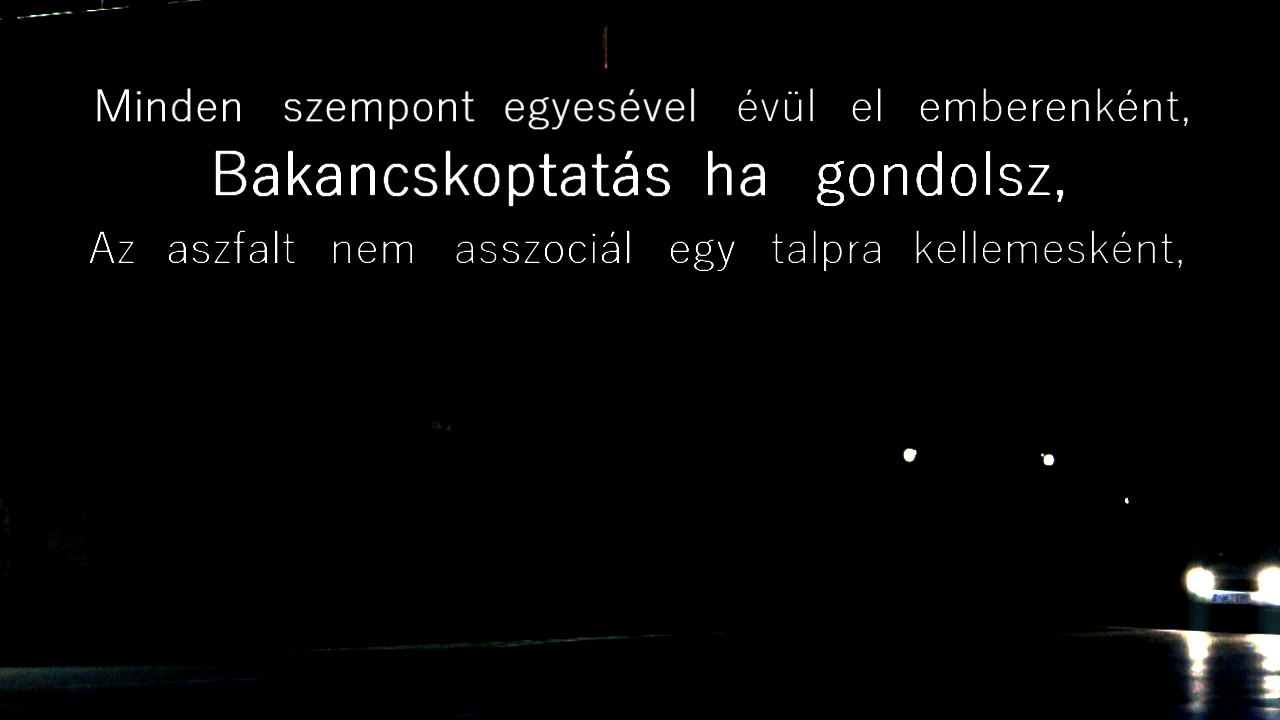 Minden szempont egyesével évül el emberenként,
Bakancskoptatás ha gondolsz,
Az aszfalt nem asszociál egy talpra kellemesként,